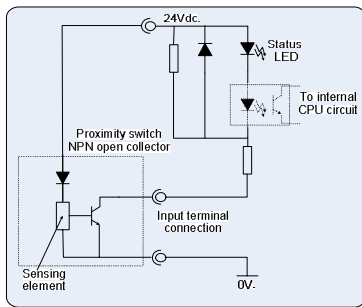 24Vdc.
Status
LED
To internal
CPU circuit
Proximity switch
NPN open collector
Input terminal
connection
Sensing
element
0V.